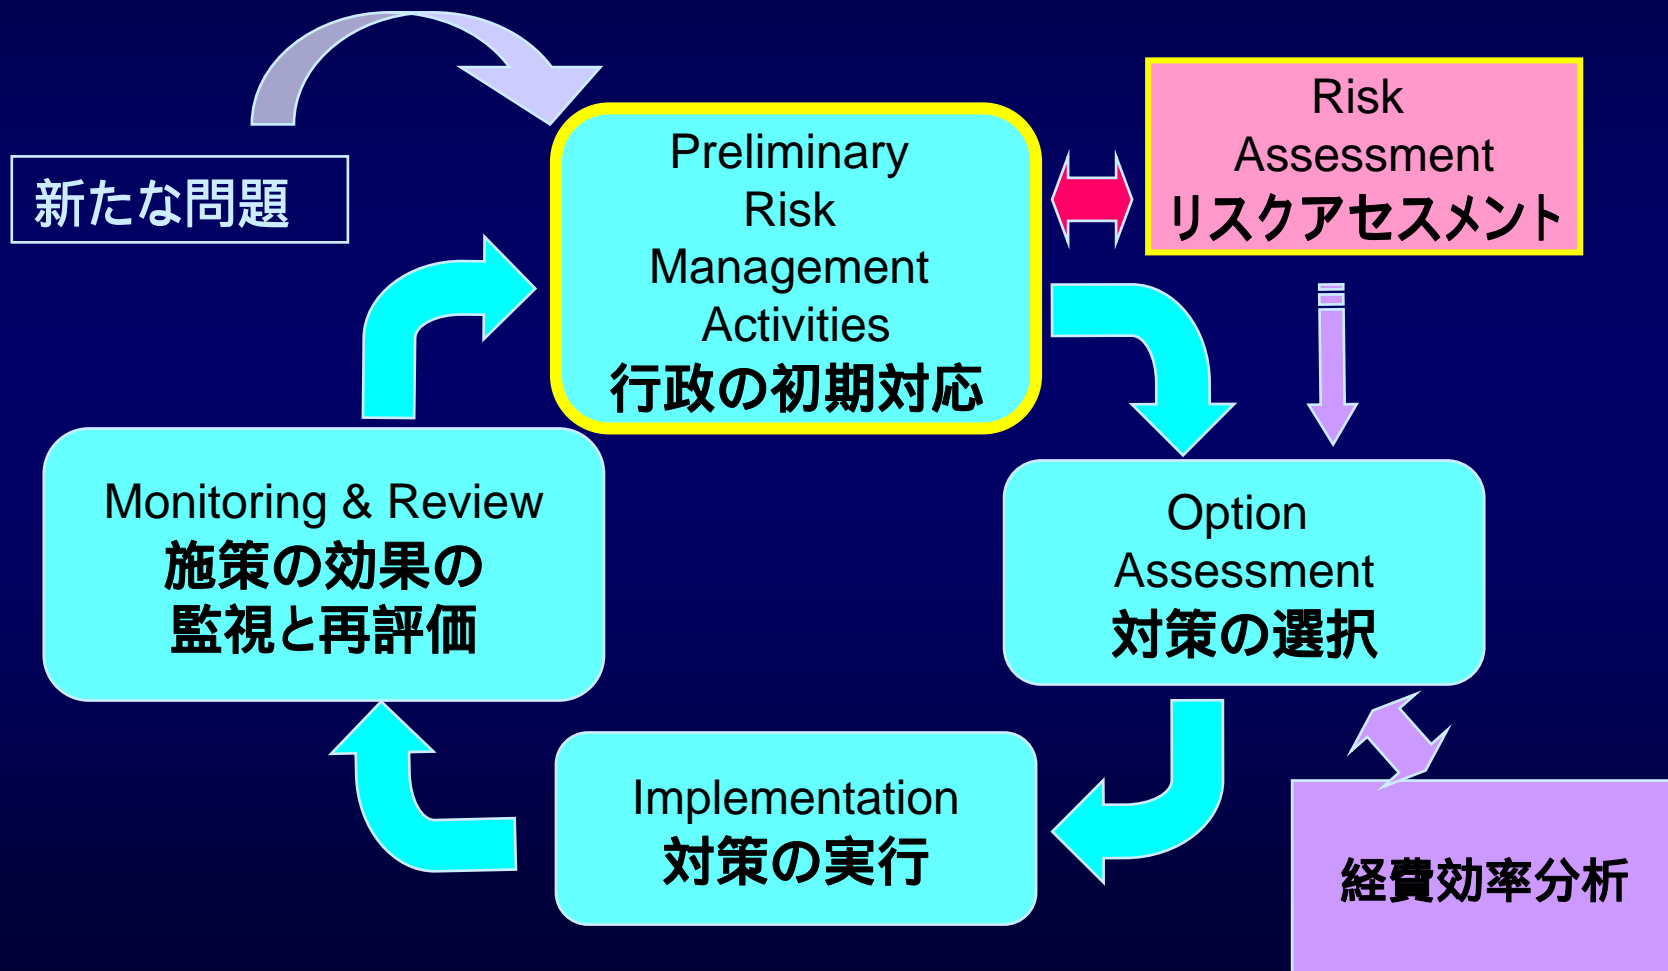 新たな問題
Preliminary
Risk
Management
Activities
行政の初期対応
Risk
Assessment
リスクアセスメント
Monitoring & Review
施策の効果の
監視と再評価
Option
Assessment
対策の選択
Implementation
対策の実行
経費効率分析